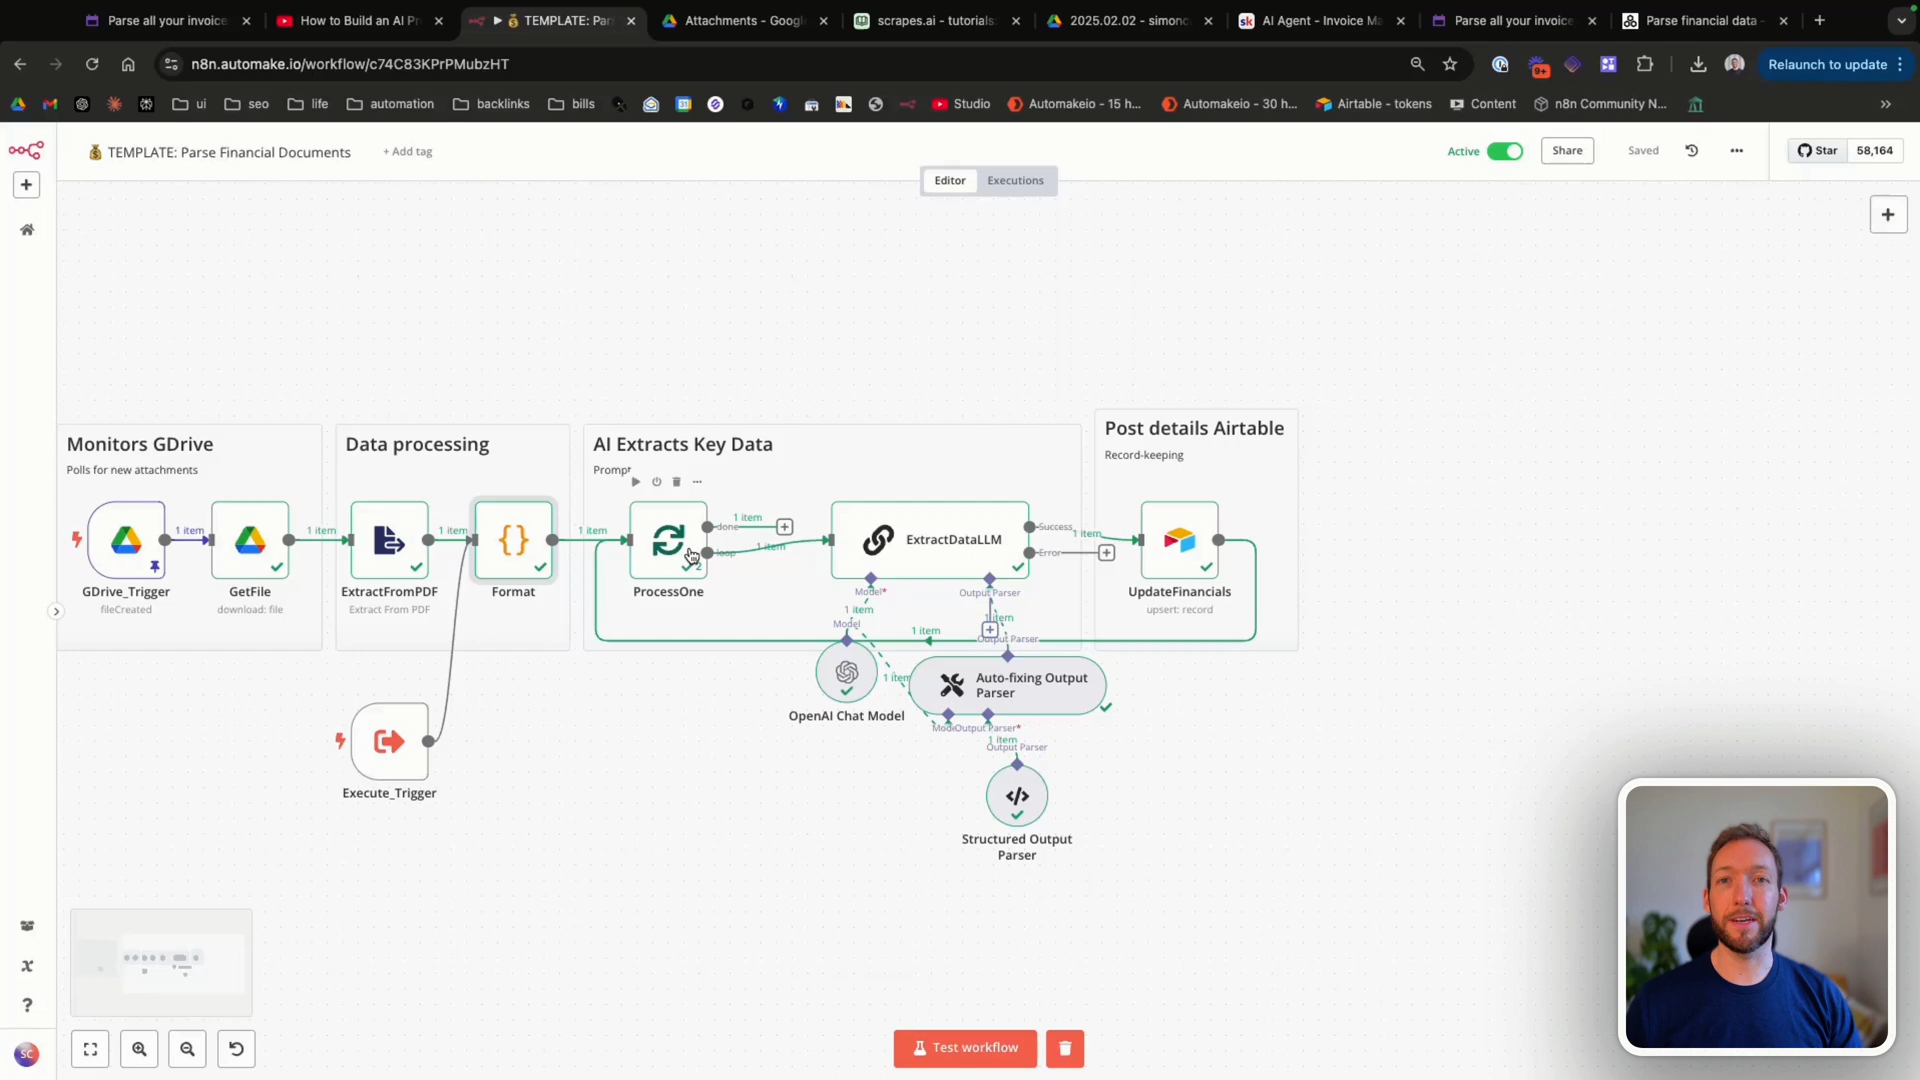 Parse all your invoice
How to Build an AI Pr
TEMPLATE: Par
Attachments - Googl
scrapes.ai - tutorials
2025.02.02 - simonc
AI Agent - Invoice Ma
Parse all your invoice
Parse financial data -
n8n.automake.io/workflow/c74C83KPrPMubzHT
9+
Relaunch to update
ui
seo
life
automation
backlinks
bills
Studio
Automakeio - 15 h...
Automakeio - 30 h...
Airtable - tokens
Content
n8n Community N...
TEMPLATE: Parse Financial Documents
+ Add tag
Active
Share
Saved
Star
58,164
Editor
Executions
Monitors GDrive
Polls for new attachments
Data processing
AI Extracts Key Data
Prompt
Post details Airtable
Record-keeping
1 item
1 item
1 item
1 item
done
1 item
loop
1 item
ExtractDataLLM
Success
1 item
Error
GDrive_Trigger
fileCreated
GetFile
download: file
ExtractFromPDF
Extract From PDF
Format
2
ProcessOne
Model*
Output Parser
UpdateFinancials
upsert: record
1 item
1 item
Model
1 item
Output Parser
1 item
Auto-fixing Output
Parser
OpenAI Chat Model
Output Parser*
1 item
Output Parser
Execute_Trigger
Structured Output
Parser
Test workflow
SC